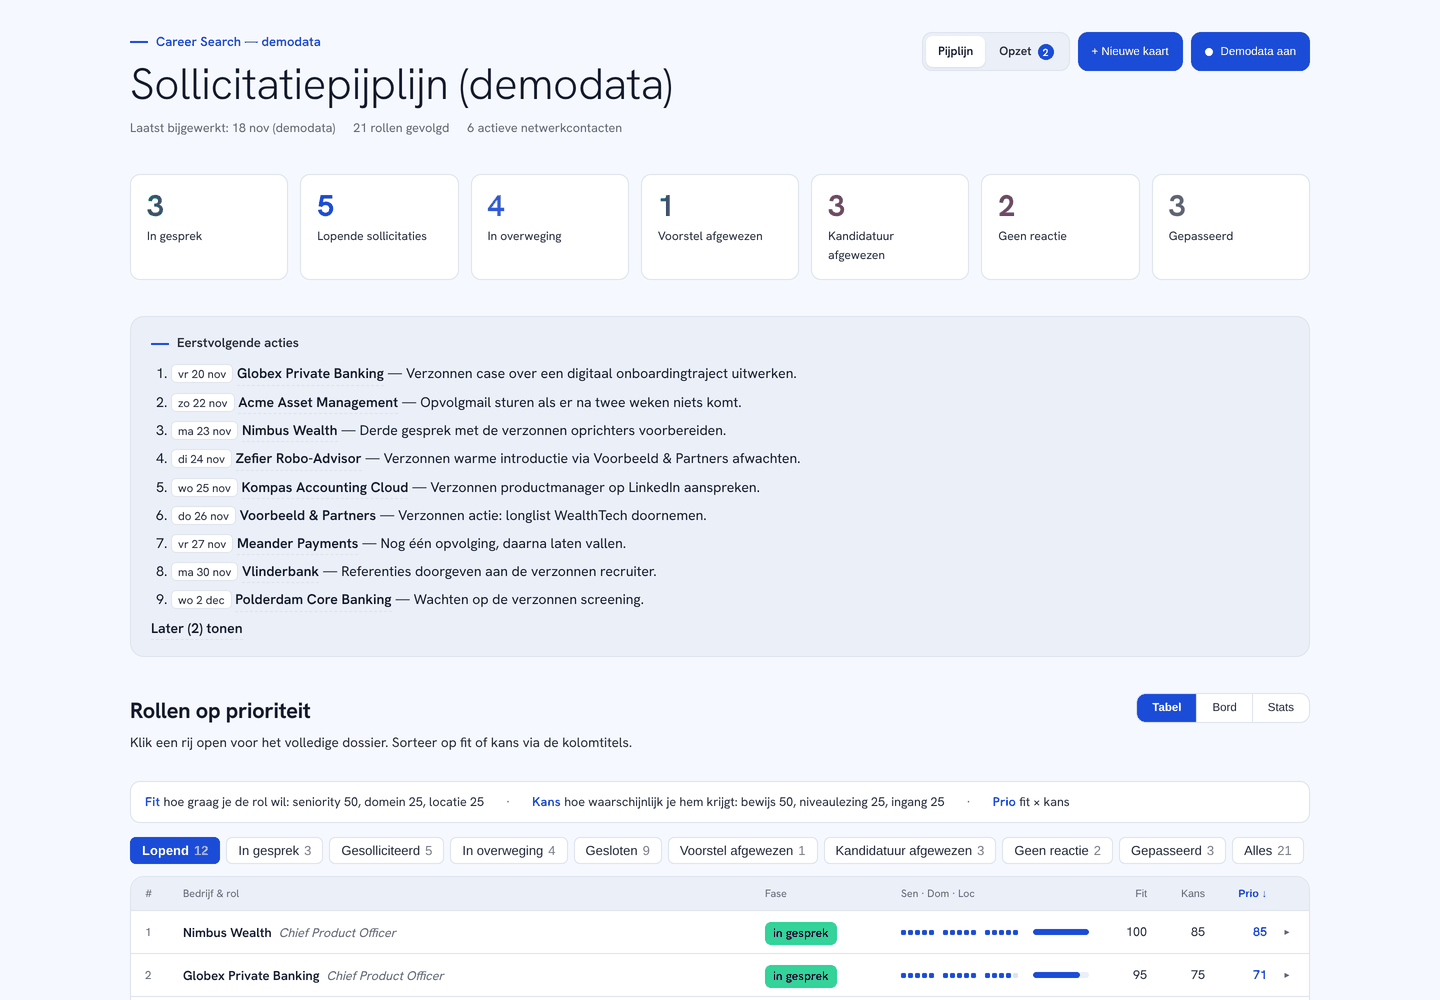 Career Search — demodata
Sollicitatiepijplijn (demodata)
Laatst bijgewerkt: 18 nov (demodata) 21 rollen gevolgd 6 actieve netwerkcontacten
Pijplijn Opzet 2 + Nieuwe kaart Demodata aan
3 In gesprek
5 Lopende sollicitaties
4 In overweging
1 Voorstel afgewezen
3 Kandidatuur afgewezen
2 Geen reactie
3 Gepasseerd
Eerstvolgende acties
1. vr 20 nov Globex Private Banking — Verzonnen case over een digitaal onboardingtraject uitwerken.
2. zo 22 nov Acme Asset Management — Opvolgmail sturen als er na twee weken niets komt.
3. ma 23 nov Nimbus Wealth — Derde gesprek met de verzonnen oprichters voorbereiden.
4. di 24 nov Zefier Robo-Advisor — Verzonnen warme introductie via Voorbeeld & Partners afwachten.
5. wo 25 nov Kompas Accounting Cloud — Verzonnen productmanager op LinkedIn aanspreken.
6. do 26 nov Voorbeeld & Partners — Verzonnen actie: longlist WealthTech doornemen.
7. vr 27 nov Meander Payments — Nog één opvolging, daarna laten vallen.
8. ma 30 nov Vlinderbank — Referenties doorgeven aan de verzonnen recruiter.
9. wo 2 dec Polderdam Core Banking — Wachten op de verzonnen screening.
Later (2) tonen
Rollen op prioriteit
Tabel Bord Stats
Klik een rij open voor het volledige dossier. Sorteer op fit of kans via de kolomtitels.
Fit hoe graag je de rol wil: seniority 50, domein 25, locatie 25 · Kans hoe waarschijnlijk je hem krijgt: bewijs 50, niveaulezing 25, ingang 25 · Prio fit × kans
Lopend 12 In gesprek 3 Gesolliciteerd 5 In overweging 4 Gesloten 9 Voorstel afgewezen 1 Kandidatuur afgewezen 3 Geen reactie 2 Gepasseerd 3 Alles 21
# Bedrijf & rol Fase Sen · Dom · Loc Fit Kans Prio ↓
1 Nimbus Wealth Chief Product Officer in gesprek 100 85 85 ▸
2 Globex Private Banking Chief Product Officer in gesprek 95 75 71 ▸